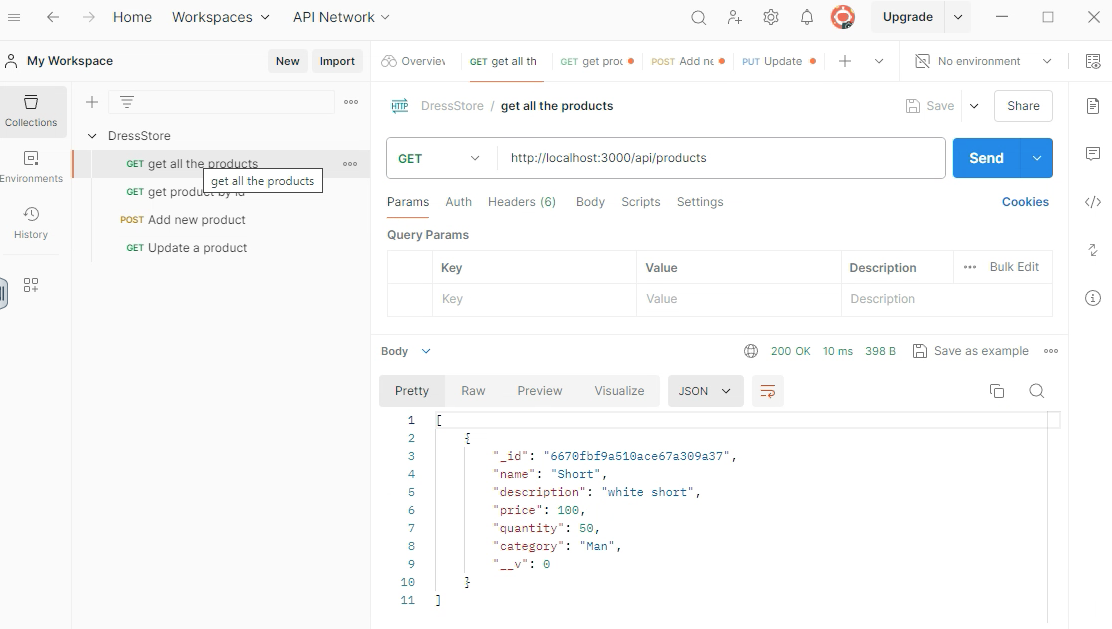 Home Workspaces API Network Upgrade
My Workspace New Import Overview GET get all th GET get proc POST Add ne PUT Update No environment
Collections
Environments
History
DressStore
GET get all the products
get all the products
GET get product by id
POST Add new product
GET Update a product
HTTP DressStore / get all the products Save Share
GET http://localhost:3000/api/products Send
Params Auth Headers (6) Body Scripts Settings Cookies
Query Params
Key Value Description Bulk Edit
Key Value Description
Body 200 OK 10 ms 398 B Save as example
Pretty Raw Preview Visualize JSON
1 [
2 {
3 "_id": "6670fbf9a510ace67a309a37",
4 "name": "Short",
5 "description": "white short",
6 "price": 100,
7 "quantity": 50,
8 "category": "Man",
9 "__v": 0
10 }
11 ]